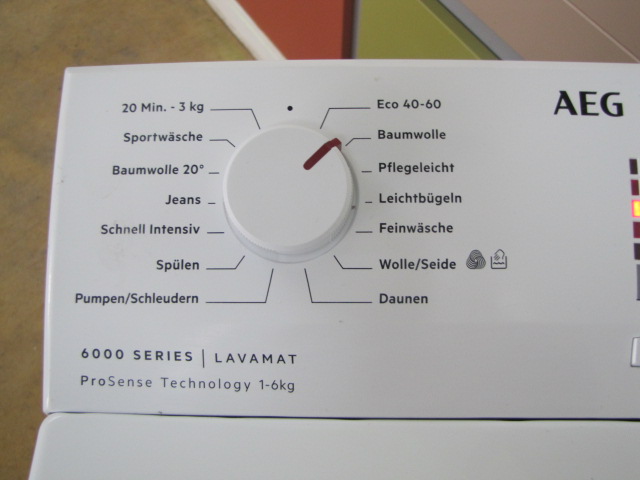 AEG
20 Min. - 3 kg
Sportwäsche
Baumwolle 20°
Jeans
Schnell Intensiv
Spülen
Pumpen/Schleudern
Eco 40-60
Baumwolle
Pflegeleicht
Leichtbügeln
Feinwäsche
Wolle/Seide
Daunen
6000 SERIES | LAVAMAT
ProSense Technology 1-6kg